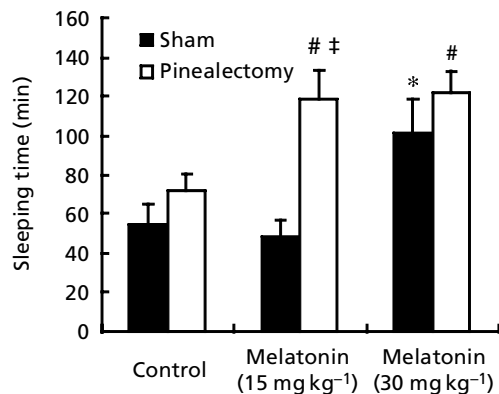 160
140
120
100
80
60
40
20
0
Sleeping time (min)
Sham
Pinealectomy
# ‡
*
#
Control
Melatonin
(15 mg kg⁻¹)
Melatonin
(30 mg kg⁻¹)